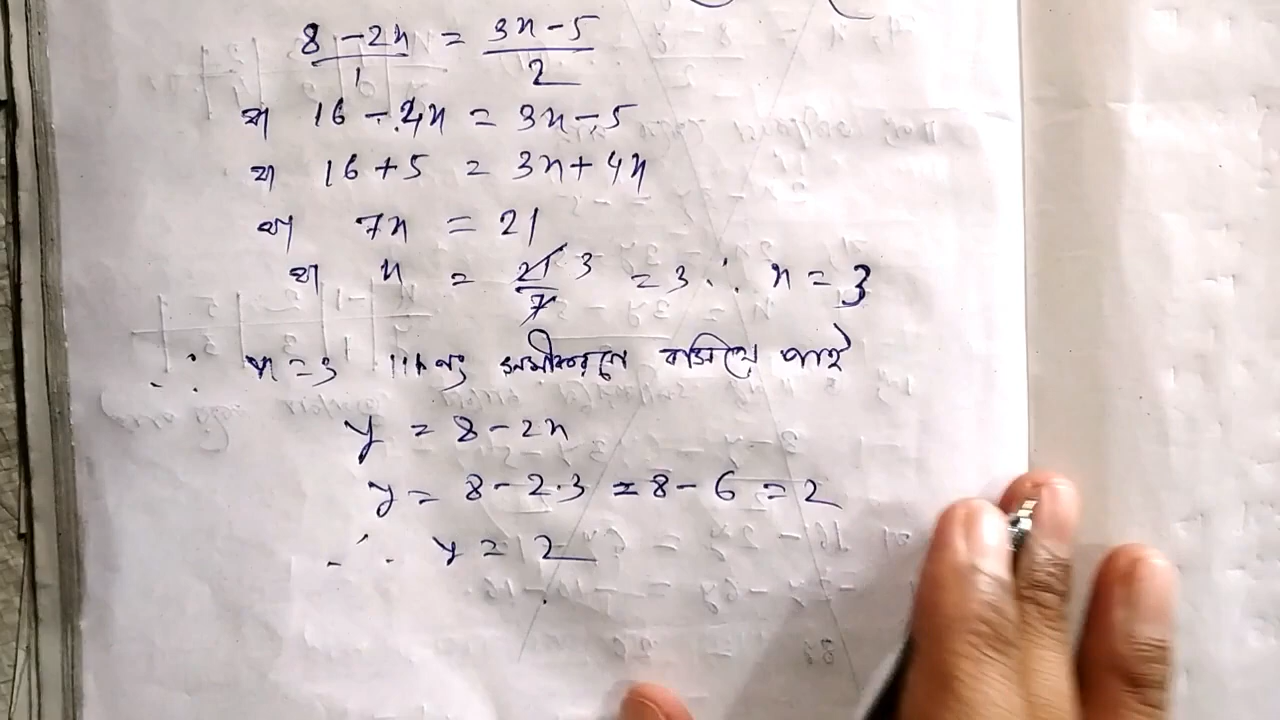 8 - 2x / 1 = 3x - 5 / 2
বা 16 - 4x = 3x - 5
বা 16 + 5 = 3x + 4x
বা 7x = 21
বা x = 21/7 3 = 3 ∴ x = 3
∴ x = 3 সমীকরণে বসিয়ে পাই
y = 8 - 2x
y = 8 - 2·3 = 8 - 6 = 2
∴ y = 2